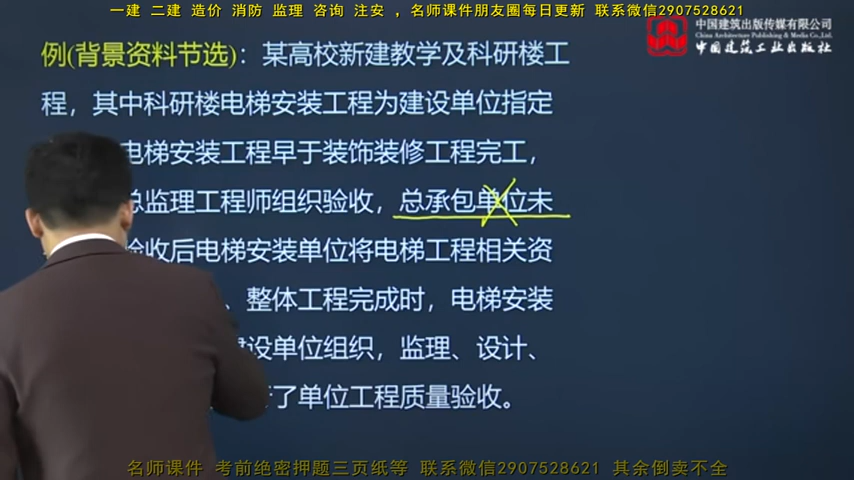 一建 二建 造价 消防 监理 咨询 注安 ，名师课件朋友圈每日更新 联系微信2907528621
中国建筑出版传媒有限公司
China Architecture Publishing & Media Co.,Ltd.
中国建筑工业出版社
例(背景资料节选)：某高校新建教学及科研楼工
程，其中科研楼电梯安装工程为建设单位指定
电梯安装工程早于装饰装修工程完工，
总监理工程师组织验收，总承包单位未
验收后电梯安装单位将电梯工程相关资
、整体工程完成时，电梯安装
建设单位组织，监理、设计、
行了单位工程质量验收。
名师课件 考前绝密押题三页纸等 联系微信2907528621 其余倒卖不全